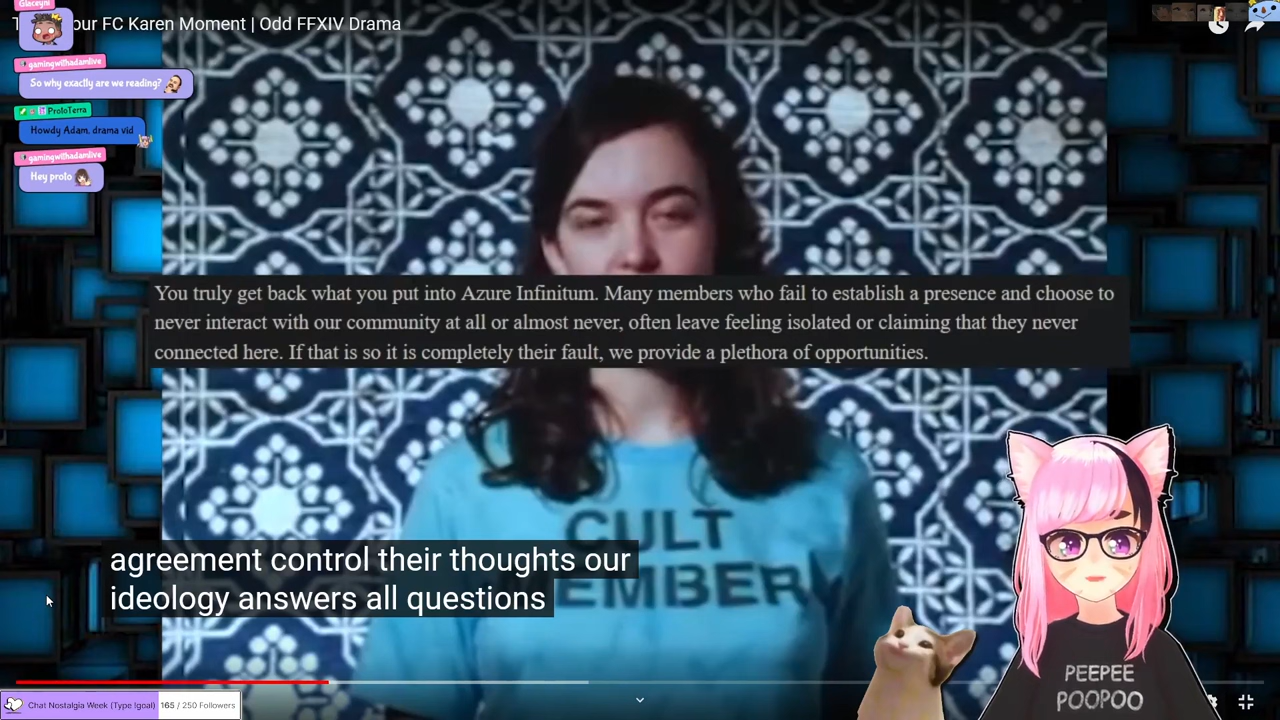 our FC Karen Moment | Odd FFXIV Drama
Glaceyni
gamingwithadamlive
So why exactly are we reading?
ProtoTerra
Howdy Adam, drama vid
gamingwithadamlive
Hey proto
You truly get back what you put into Azure Infinitum. Many members who fail to establish a presence and choose to
never interact with our community at all or almost never, often leave feeling isolated or claiming that they never
connected here. If that is so it is completely their fault, we provide a plethora of opportunities.
CULT
EMBER
agreement control their thoughts our
ideology answers all questions
PEEPEE
POOPOO
Chat Nostalgia Week (Type !goal) 165 / 250 Followers